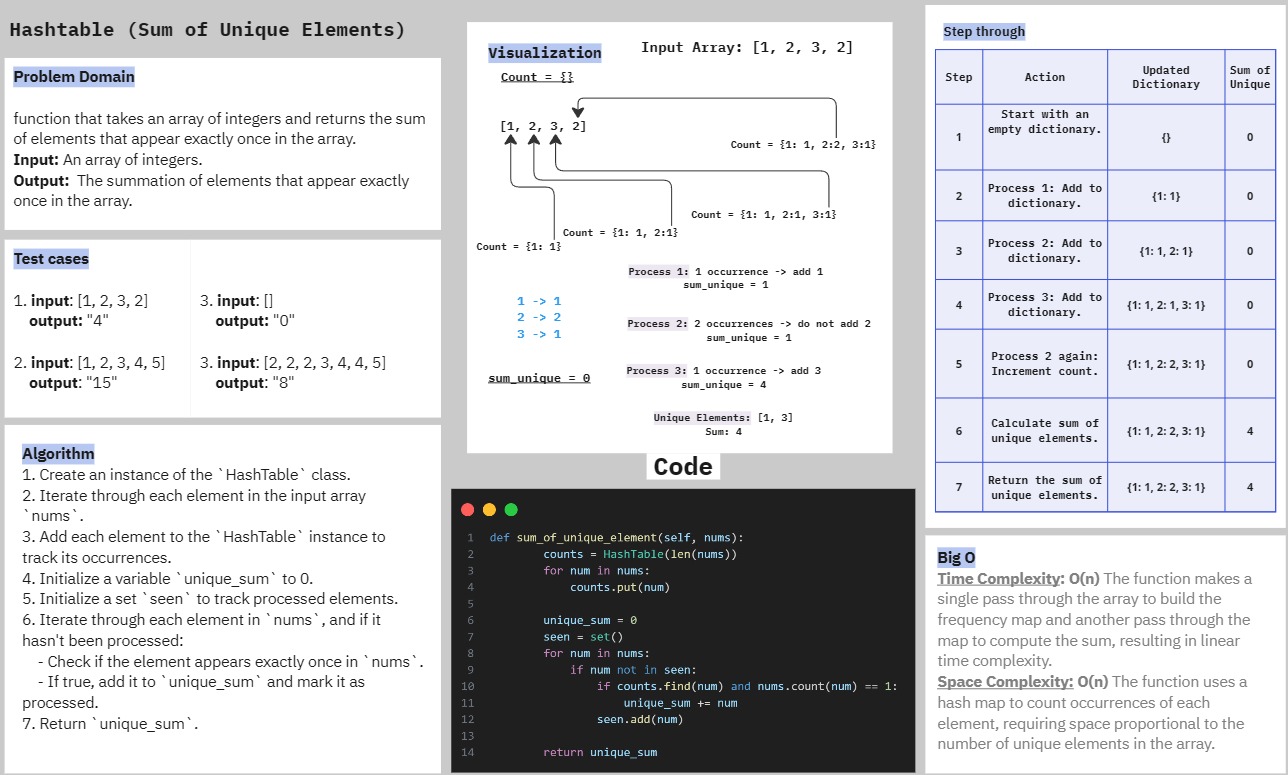 Hashtable (Sum of Unique Elements)
Problem Domain
function that takes an array of integers and returns the sum
of elements that appear exactly once in the array.
Input: An array of integers.
Output: The summation of elements that appear exactly
once in the array.
Test cases
1. input: [1, 2, 3, 2]
output: "4"
2. input: [1, 2, 3, 4, 5]
output: "15"
3. input: []
output: "0"
3. input: [2, 2, 2, 3, 4, 4, 5]
output: "8"
Algorithm
1. Create an instance of the `HashTable` class.
2. Iterate through each element in the input array
`nums`.
3. Add each element to the `HashTable` instance to
track its occurrences.
4. Initialize a variable `unique_sum` to 0.
5. Initialize a set `seen` to track processed elements.
6. Iterate through each element in `nums`, and if it
hasn't been processed:
- Check if the element appears exactly once in `nums`.
- If true, add it to `unique_sum` and mark it as
processed.
7. Return `unique_sum`.
Visualization
Input Array: [1, 2, 3, 2]
Count = {}
[1, 2, 3, 2]
Count = {1: 1, 2:2, 3:1}
Count = {1: 1, 2:1, 3:1}
Count = {1: 1, 2:1}
Count = {1: 1}
1 -> 1
2 -> 2
3 -> 1
sum_unique = 0
Process 1: 1 occurrence -> add 1
sum_unique = 1
Process 2: 2 occurrences -> do not add 2
sum_unique = 1
Process 3: 1 occurrence -> add 3
sum_unique = 4
Unique Elements: [1, 3]
Sum: 4
Code
1 def sum_of_unique_element(self, nums):
2 counts = HashTable(len(nums))
3 for num in nums:
4 counts.put(num)
5
6 unique_sum = 0
7 seen = set()
8 for num in nums:
9 if num not in seen:
10 if counts.find(num) and nums.count(num) == 1:
11 unique_sum += num
12 seen.add(num)
13
14 return unique_sum
Step through
Step Action Updated Dictionary Sum of Unique
1 Start with an empty dictionary. {} 0
2 Process 1: Add to dictionary. {1: 1} 0
3 Process 2: Add to dictionary. {1: 1, 2: 1} 0
4 Process 3: Add to dictionary. {1: 1, 2: 1, 3: 1} 0
5 Process 2 again: Increment count. {1: 1, 2: 2, 3: 1} 0
6 Calculate sum of unique elements. {1: 1, 2: 2, 3: 1} 4
7 Return the sum of unique elements. {1: 1, 2: 2, 3: 1} 4
Big O
Time Complexity: O(n) The function makes a
single pass through the array to build the
frequency map and another pass through the
map to compute the sum, resulting in linear
time complexity.
Space Complexity: O(n) The function uses a
hash map to count occurrences of each
element, requiring space proportional to the
number of unique elements in the array.